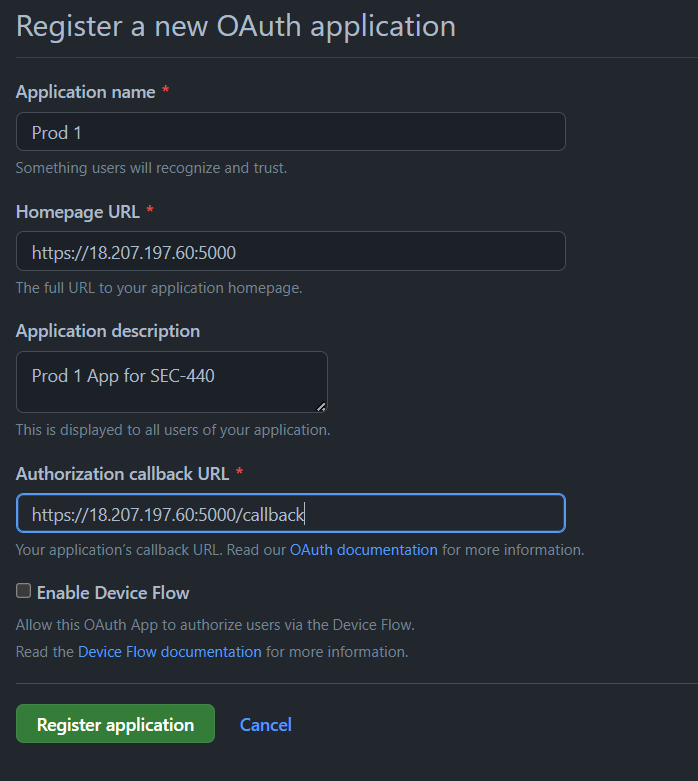 Register a new OAuth application
Application name *
Prod 1
Something users will recognize and trust.
Homepage URL *
https://18.207.197.60:5000
The full URL to your application homepage.
Application description
Prod 1 App for SEC-440
This is displayed to all users of your application.
Authorization callback URL *
https://18.207.197.60:5000/callback
Your application’s callback URL. Read our OAuth documentation for more information.
Enable Device Flow
Allow this OAuth App to authorize users via the Device Flow.
Read the Device Flow documentation for more information.
Register application Cancel